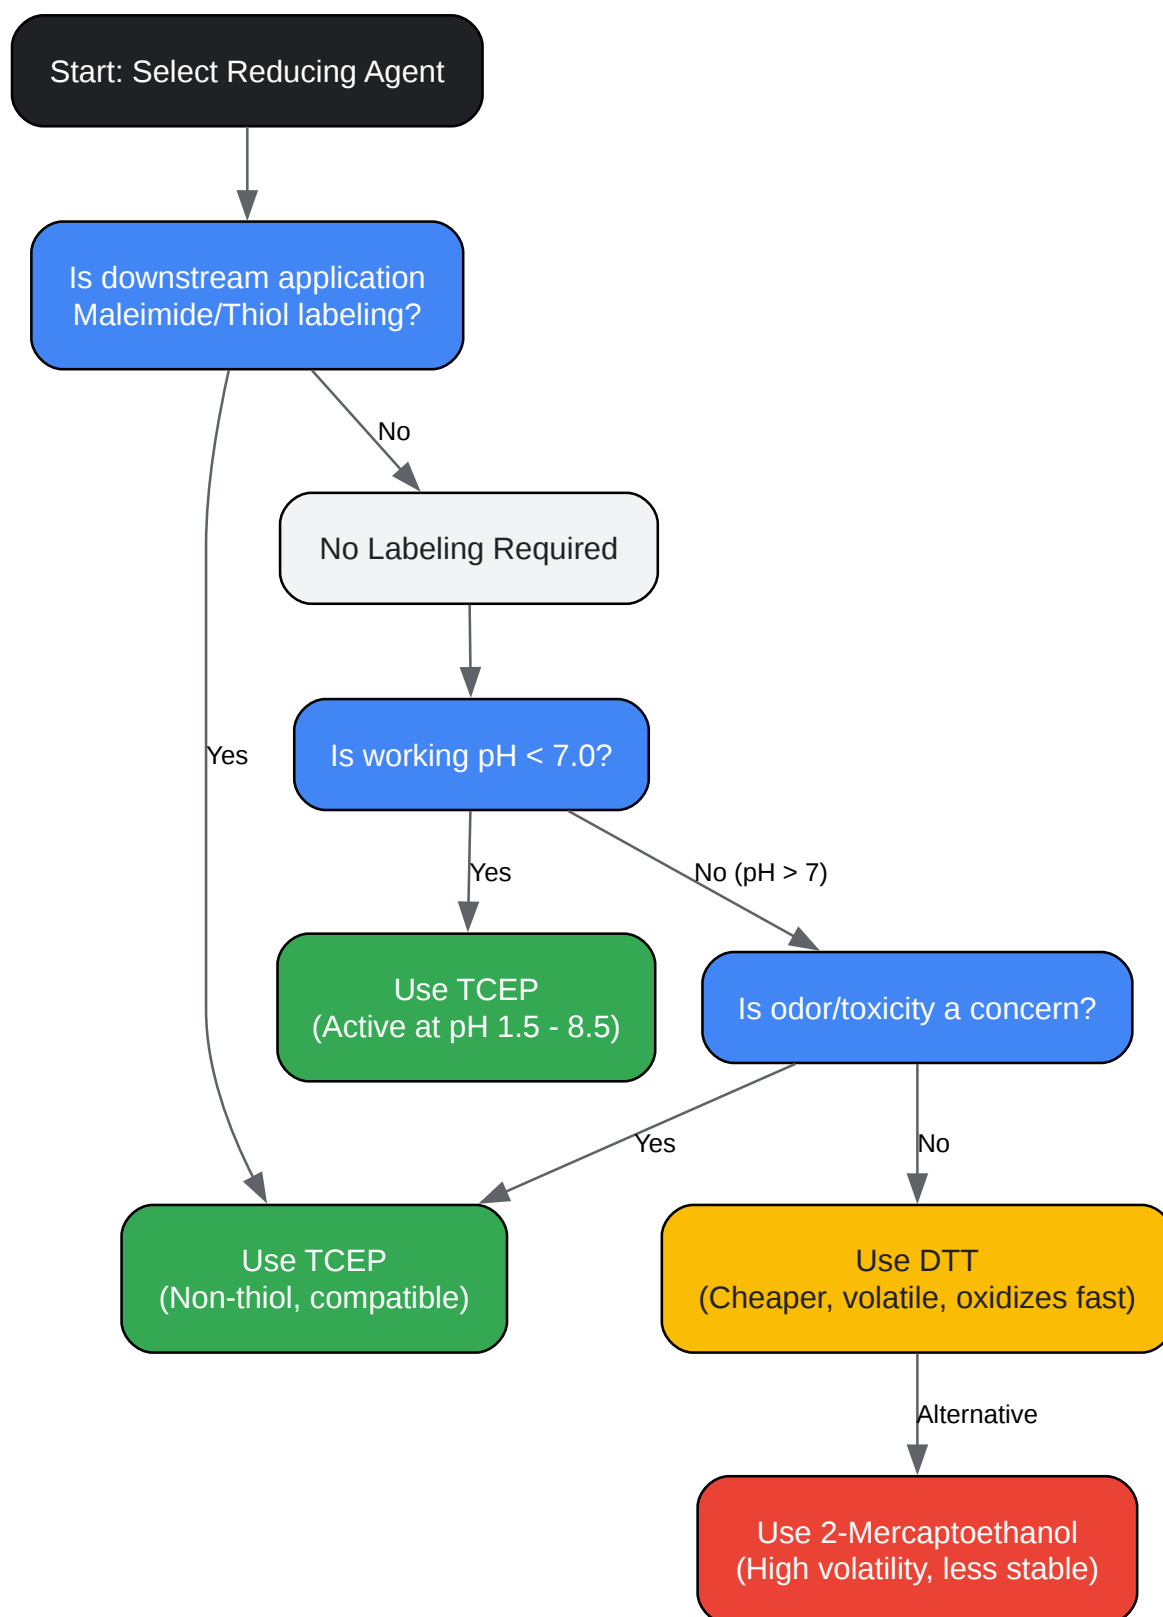 Start: Select Reducing Agent
Is downstream application
Maleimide/Thiol labeling?
No
No Labeling Required
Yes
Is working pH < 7.0?
Yes
No (pH > 7)
Use TCEP
(Active at pH 1.5 - 8.5)
Is odor/toxicity a concern?
Yes
No
Use TCEP
(Non-thiol, compatible)
Use DTT
(Cheaper, volatile, oxidizes fast)
Alternative
Use 2-Mercaptoethanol
(High volatility, less stable)